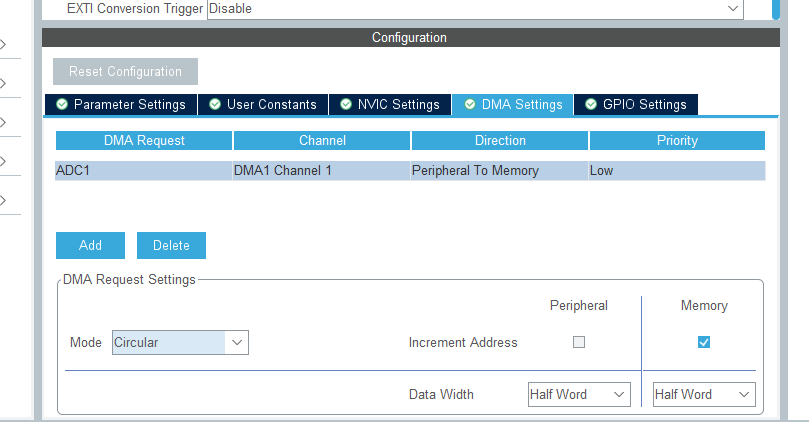 EXTI Conversion Trigger Disable
Configuration
Reset Configuration
Parameter Settings User Constants NVIC Settings DMA Settings GPIO Settings
DMA Request Channel Direction Priority
ADC1 DMA1 Channel 1 Peripheral To Memory Low
Add Delete
DMA Request Settings
Peripheral Memory
Mode Circular Increment Address
Data Width Half Word Half Word